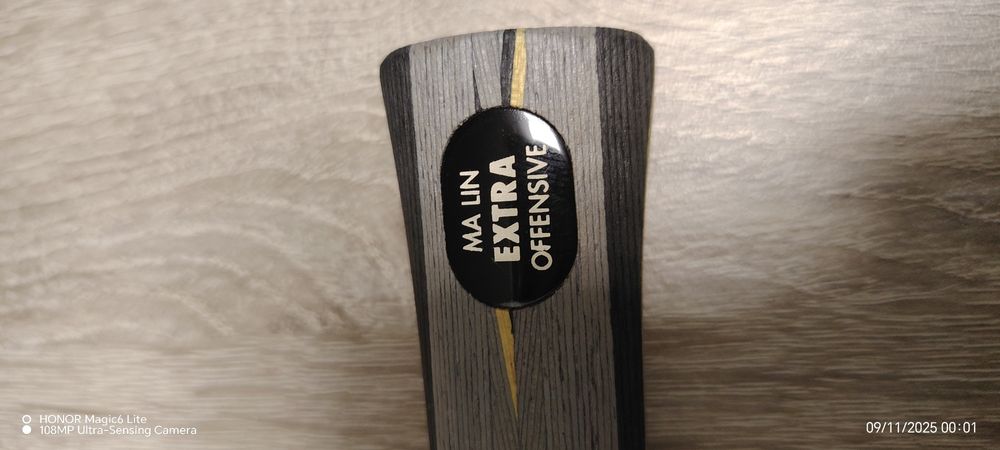 MA LIN
EXTRA
OFFENSIVE
HONOR Magic6 Lite
108MP Ultra-Sensing Camera
09/11/2025 00:01